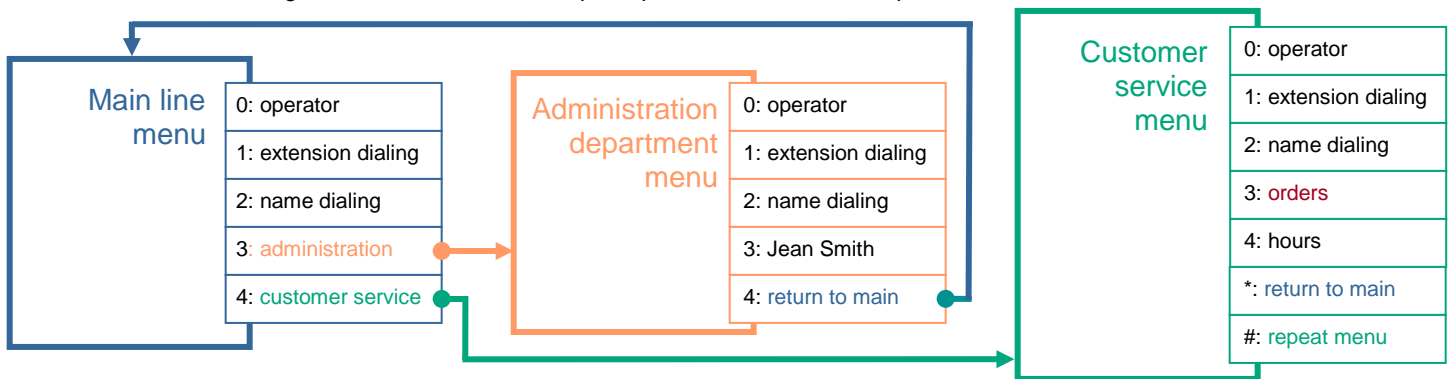 Main line
menu
0: operator
1: extension dialing
2: name dialing
3: administration
4: customer service
Administration
department
menu
0: operator
1: extension dialing
2: name dialing
3: Jean Smith
4: return to main
Customer
service
menu
0: operator
1: extension dialing
2: name dialing
3: orders
4: hours
*: return to main
#: repeat menu